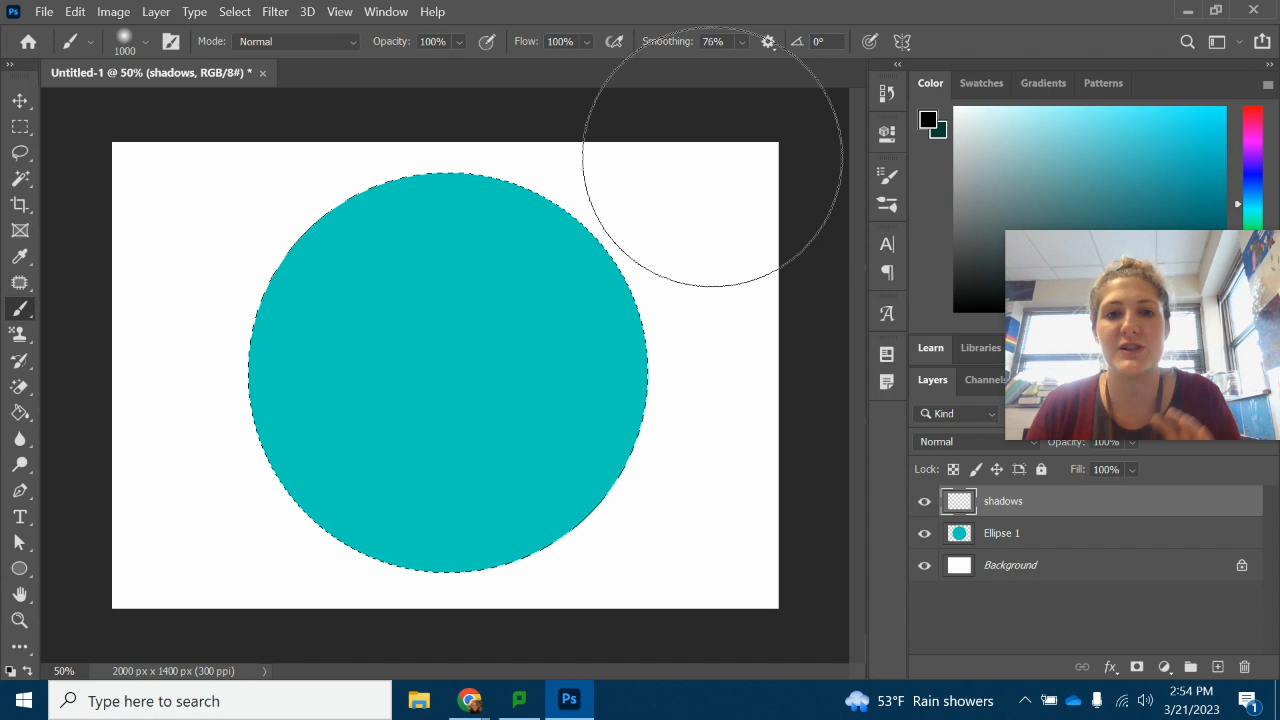 Ps File Edit Image Layer Type Select Filter 3D View Window Help
1000 Mode: Normal Opacity: 100% Flow: 100% Smoothing: 76% 0°
Untitled-1 @ 50% (shadows, RGB/8#) *
Color Swatches Gradients Patterns
Learn Libraries
Layers Channels
Kind
Normal Opacity: 100%
Lock: Fill: 100%
shadows
Ellipse 1
Background
50% 2000 px x 1400 px (300 ppi)
Type here to search
Ps
53°F Rain showers
2:54 PM
3/21/2023
1